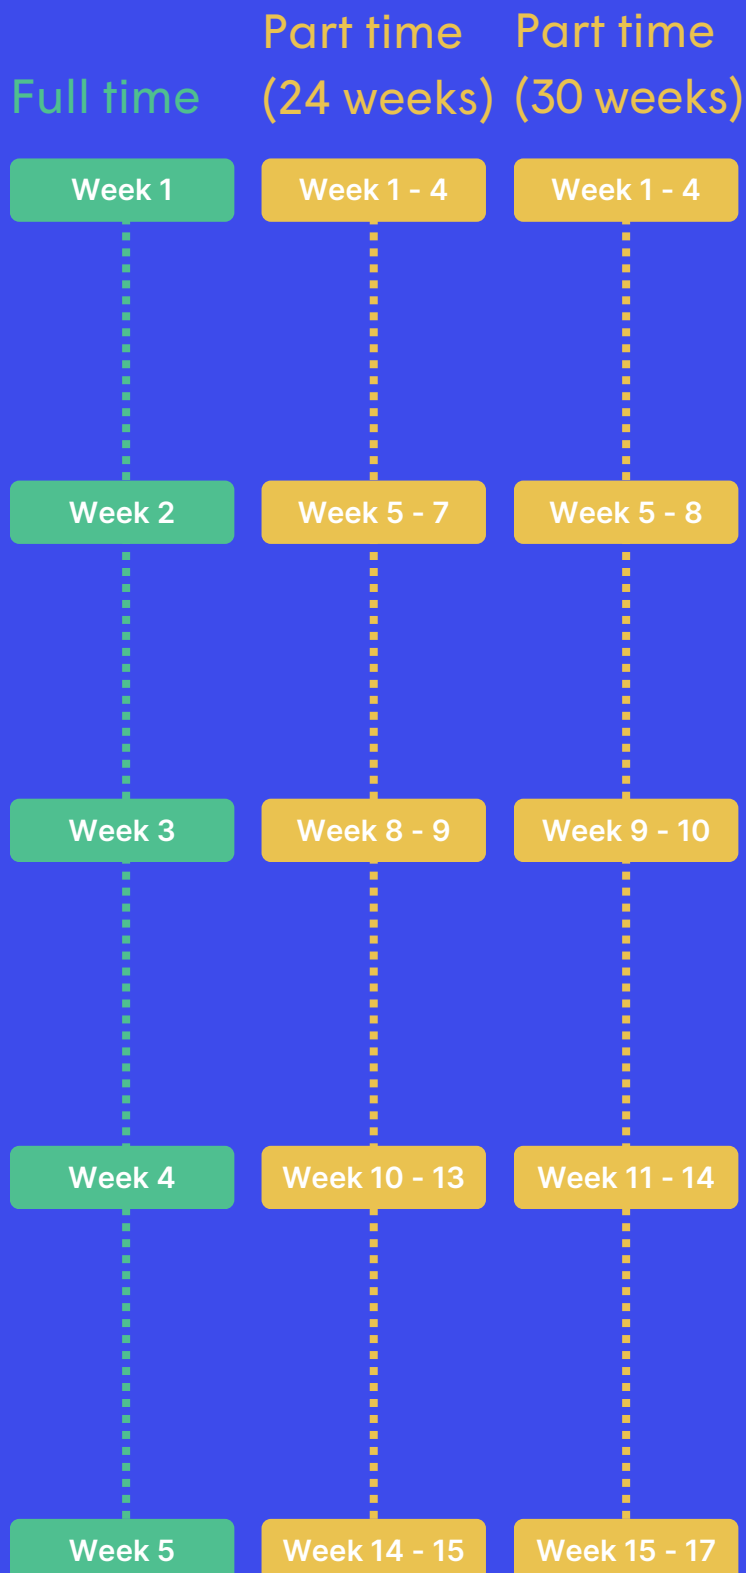 Full time
Part time
(24 weeks)
Part time
(30 weeks)
Week 1
Week 1 - 4
Week 1 - 4
Week 2
Week 5 - 7
Week 5 - 8
Week 3
Week 8 - 9
Week 9 - 10
Week 4
Week 10 - 13
Week 11 - 14
Week 5
Week 14 - 15
Week 15 - 17